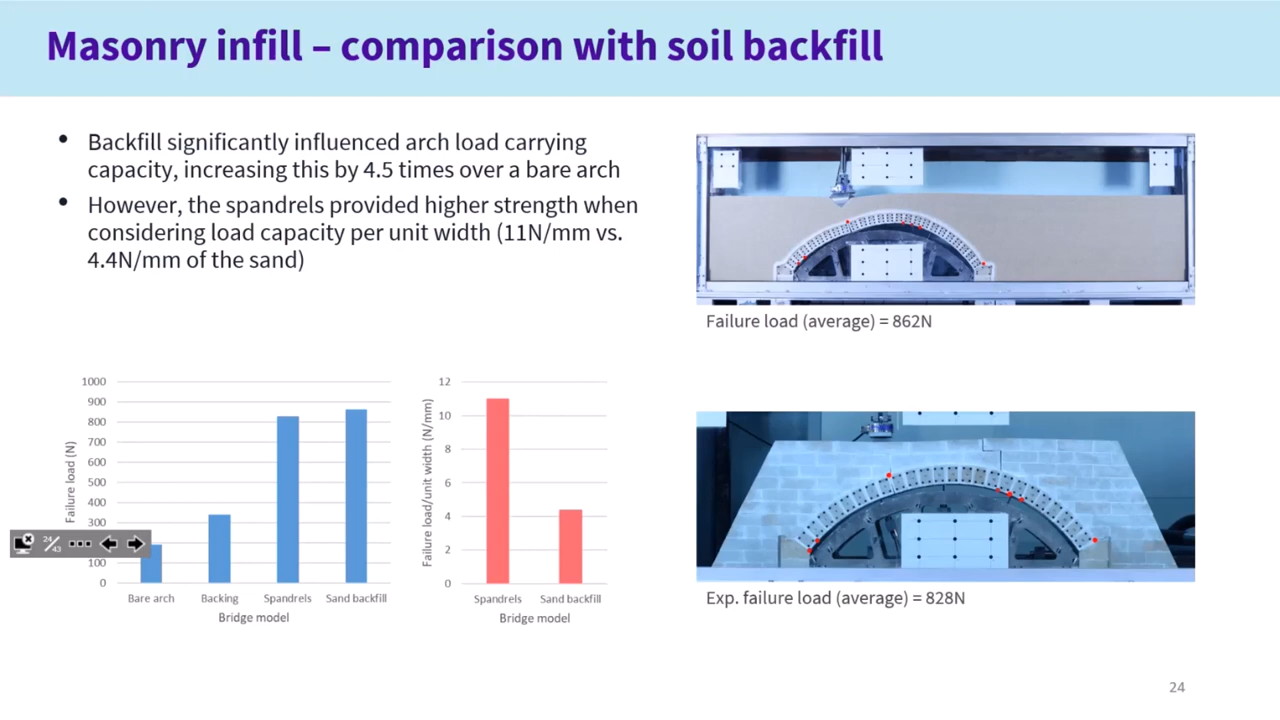 Masonry infill – comparison with soil backfill
• Backfill significantly influenced arch load carrying
capacity, increasing this by 4.5 times over a bare arch
• However, the spandrels provided higher strength when
considering load capacity per unit width (11N/mm vs.
4.4N/mm of the sand)
Failure load (average) = 862N
1000
900
800
700
600
500
400
300
100
0
Failure load (N)
Bare arch Backing Spandrels Sand backfill
Bridge model
12
10
8
6
4
2
0
Failure load/unit width (N/mm)
Spandrels Sand backfill
Bridge model
24/43
Exp. failure load (average) = 828N
24